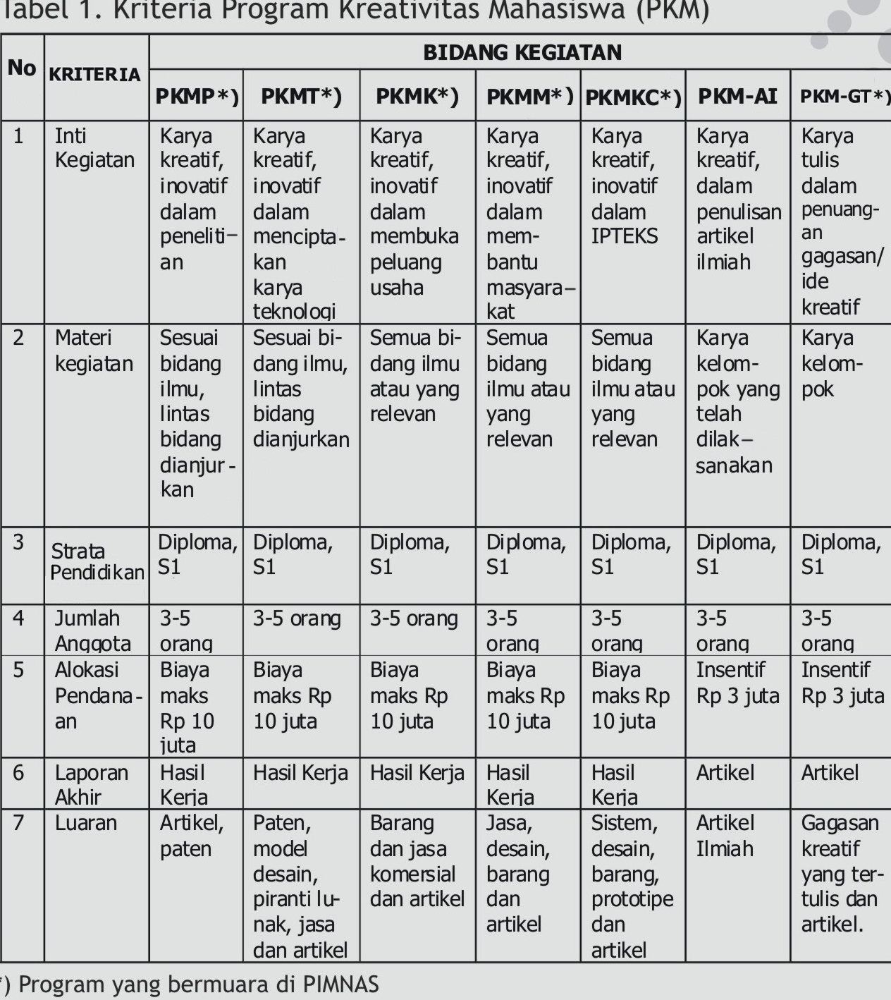 Tabel 1. Kriteria Program Kreativitas Mahasiswa (PKM)
No
KRITERIA
BIDANG KEGIATAN
PKMP*)
PKMT*)
PKMK*)
PKMM*)
PKMKC*)
PKM-AI
PKM-GT*)
1
Inti
Kegiatan
Karya
kreatif,
inovatif
dalam
peneliti–
an
Karya
kreatif,
inovatif
dalam
mencipta-
kan
karya
teknologi
Karya
kreatif,
inovatif
dalam
membuka
peluang
usaha
Karya
kreatif,
inovatif
dalam
mem-
bantu
masyara–
kat
Karya
kreatif,
inovatif
dalam
IPTEKS
Karya
kreatif,
dalam
penulisan
artikel
ilmiah
Karya
tulis
dalam
penuang-
an
gagasan/
ide
kreatif
2
Materi
kegiatan
Sesuai
bidang
ilmu,
lintas
bidang
dianjur-
kan
Sesuai bi-
dang ilmu,
lintas
bidang
dianjurkan
Semua bi-
dang ilmu
atau yang
relevan
Semua
bidang
ilmu atau
yang
relevan
Semua
bidang
ilmu atau
yang
relevan
Karya
kelom-
pok yang
telah
dilak–
sanakan
Karya
kelom-
pok
3
Strata
Pendidikan
Diploma,
S1
Diploma,
S1
Diploma,
S1
Diploma,
S1
Diploma,
S1
Diploma,
S1
Diploma,
S1
4
Jumlah
Anggota
3-5
orang
3-5 orang
3-5 orang
3-5
orang
3-5
orang
3-5
orang
3-5
orang
5
Alokasi
Pendana-
an
Biaya
maks
Rp 10
juta
Biaya
maks Rp
10 juta
Biaya
maks Rp
10 juta
Biaya
maks Rp
10 juta
Biaya
maks Rp
10 juta
Insentif
Rp 3 juta
Insentif
Rp 3 juta
6
Laporan
Akhir
Hasil
Kerja
Hasil Kerja
Hasil Kerja
Hasil
Kerja
Hasil
Kerja
Artikel
Artikel
7
Luaran
Artikel,
paten
Paten,
model
desain,
piranti lu-
nak, jasa
dan artikel
Barang
dan jasa
komersial
dan artikel
Jasa,
desain,
barang
dan
artikel
Sistem,
desain,
barang,
prototipe
dan
artikel
Artikel
Ilmiah
Gagasan
kreatif
yang ter-
tulis dan
artikel.
*) Program yang bermuara di PIMNAS